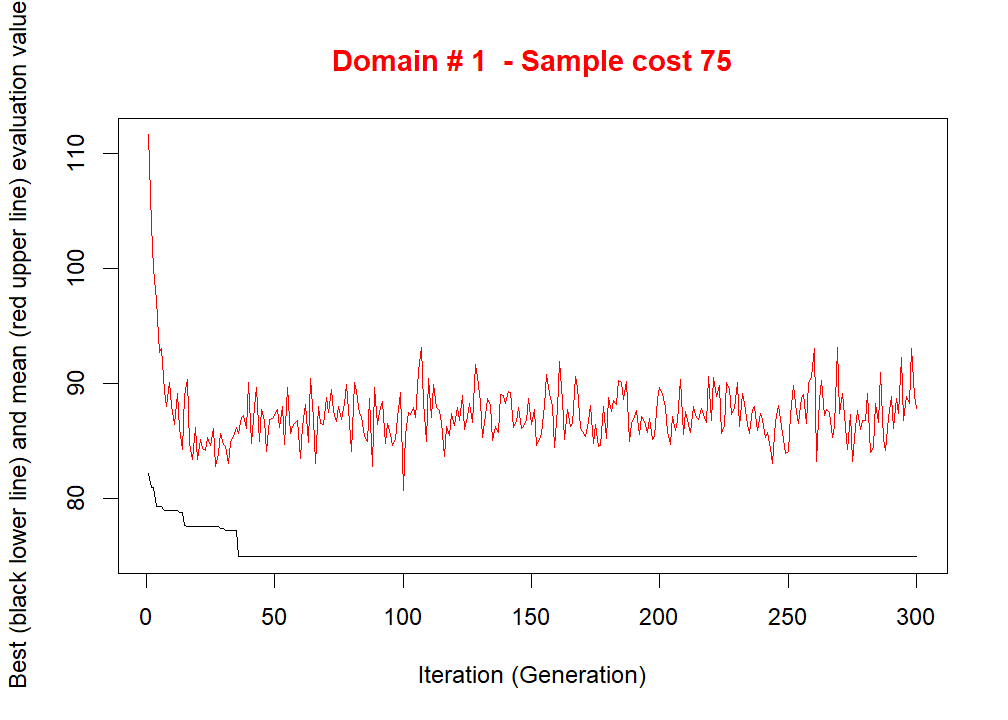 Domain # 1  - Sample cost 75
Best (black lower line) and mean (red upper line) evaluation value
110
100
90
80
0 50 100 150 200 250 300
Iteration (Generation)